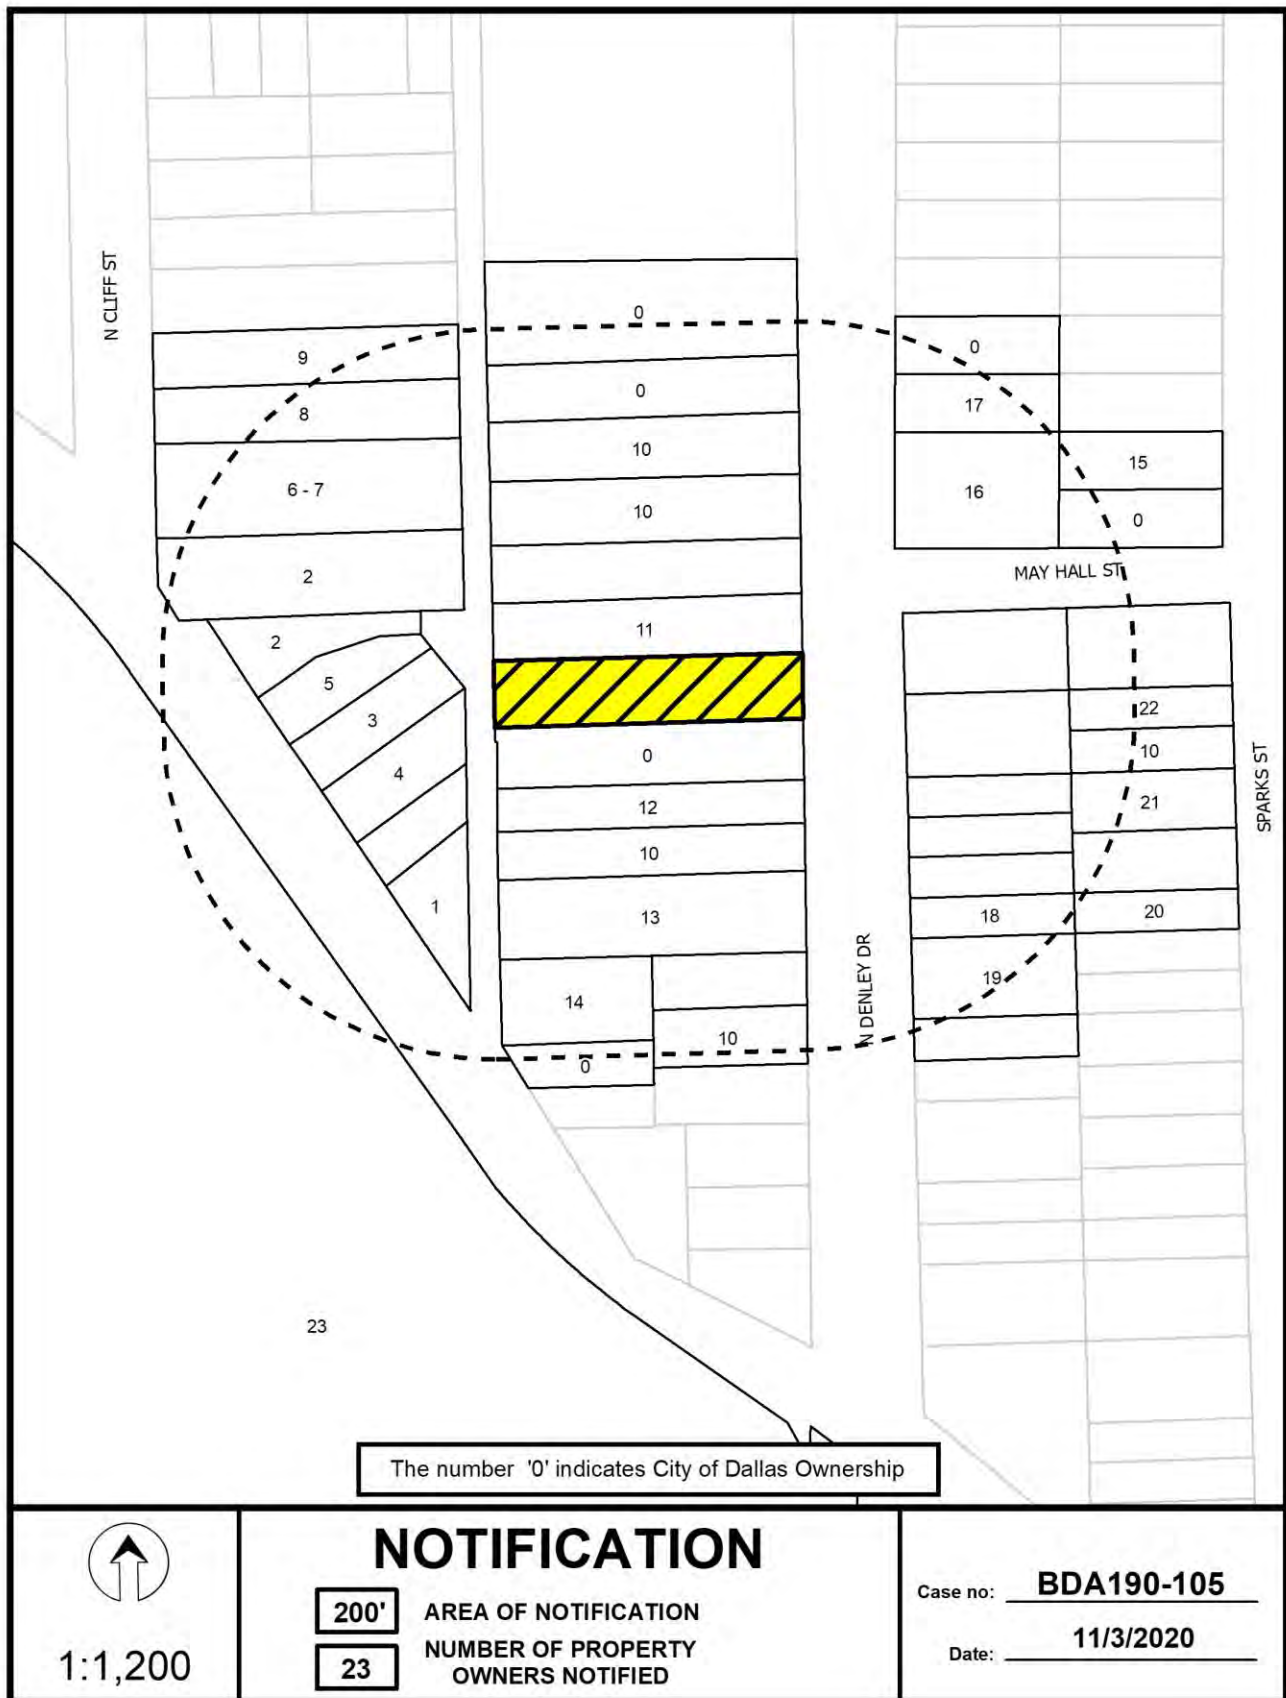 N CLIFF ST
0
9
0
0
17
8
10
15
6 - 7
16
10
0
2
MAY HALL ST
11
2
5
22
3
0
10
4
21
SPARKS ST
12
10
1
13
18
20
N DENLEY DR
19
14
10
0
23
The number '0' indicates City of Dallas Ownership
1:1,200
NOTIFICATION
200' AREA OF NOTIFICATION
23 NUMBER OF PROPERTY
OWNERS NOTIFIED
Case no: BDA190-105
Date: 11/3/2020